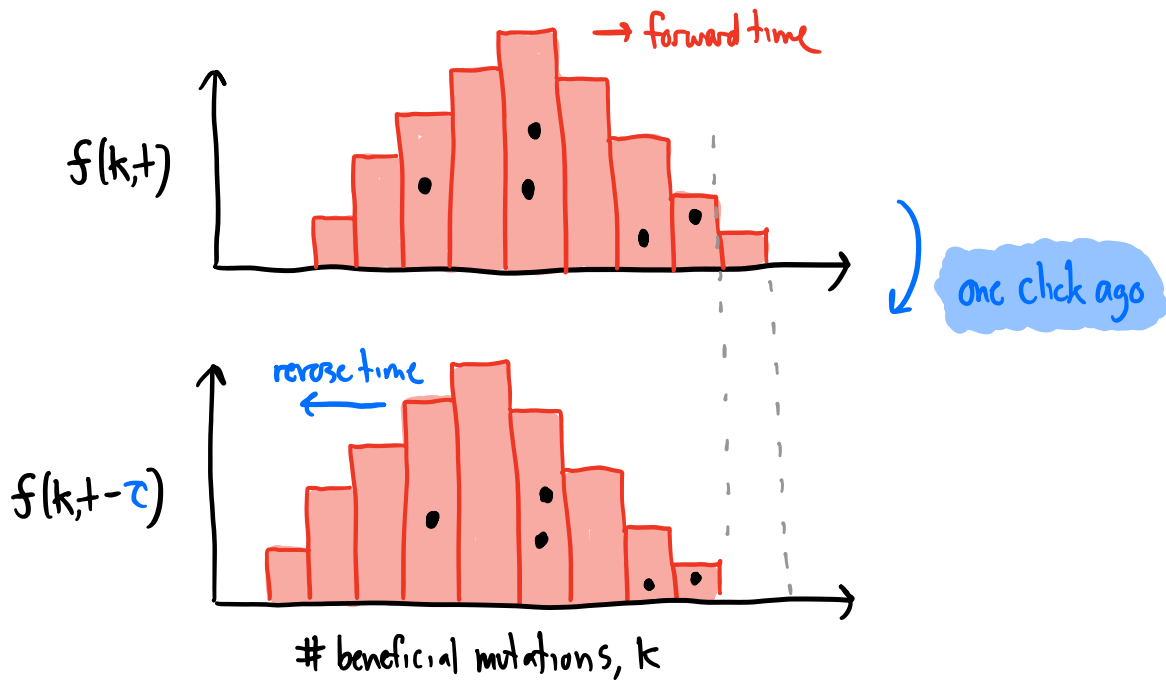 → forward time
f(k,t)
one click ago
reverse time
f(k,t-τ)
# beneficial mutations, k